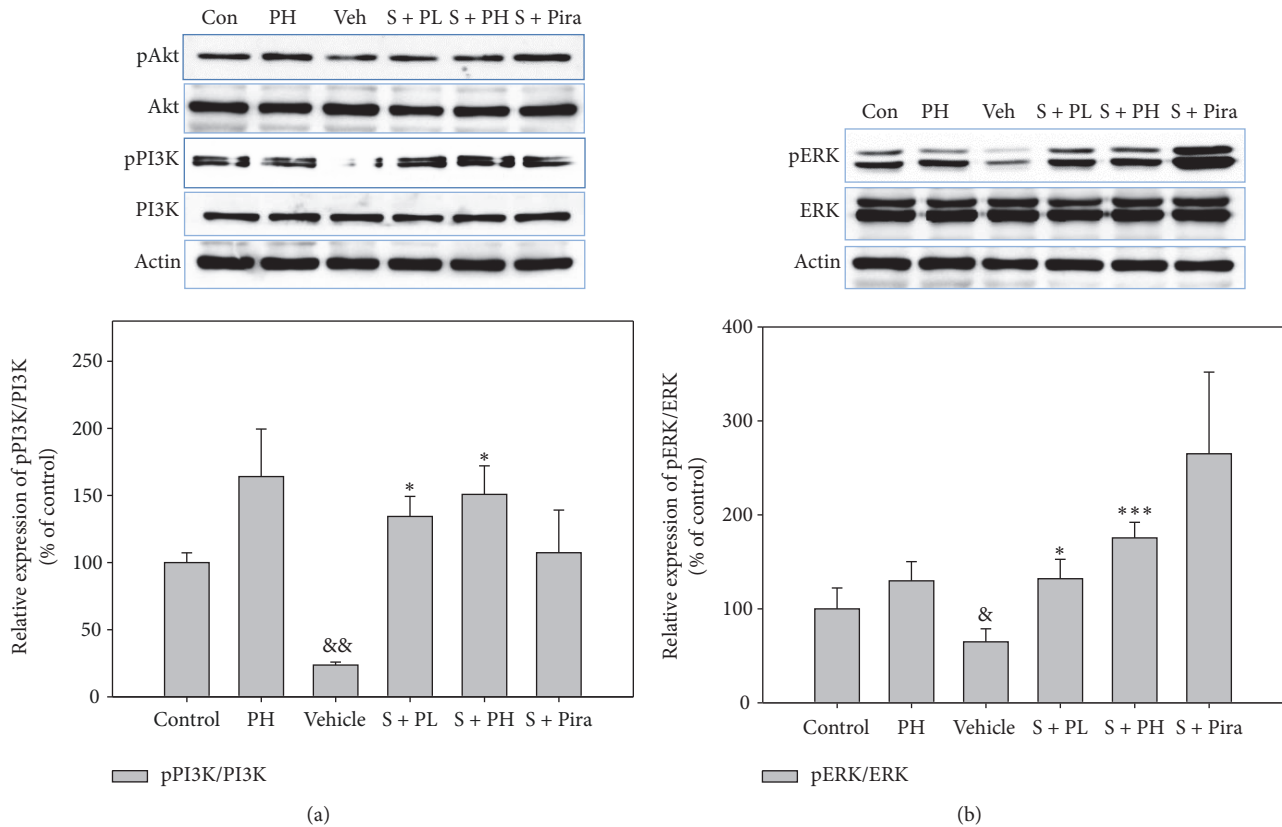 Con PH Veh S + PL S + PH S + Pira
pAkt
Akt
pPI3K
PI3K
Actin
Relative expression of pPI3K/PI3K
(% of control)
250
200
150
100
50
0
*
*
&&
Control PH Vehicle S + PL S + PH S + Pira
pPI3K/PI3K
(a)
Con PH Veh S + PL S + PH S + Pira
pERK
ERK
Actin
Relative expression of pERK/ERK
(% of control)
400
300
200
100
0
***
*
&
Control PH Vehicle S + PL S + PH S + Pira
pERK/ERK
(b)